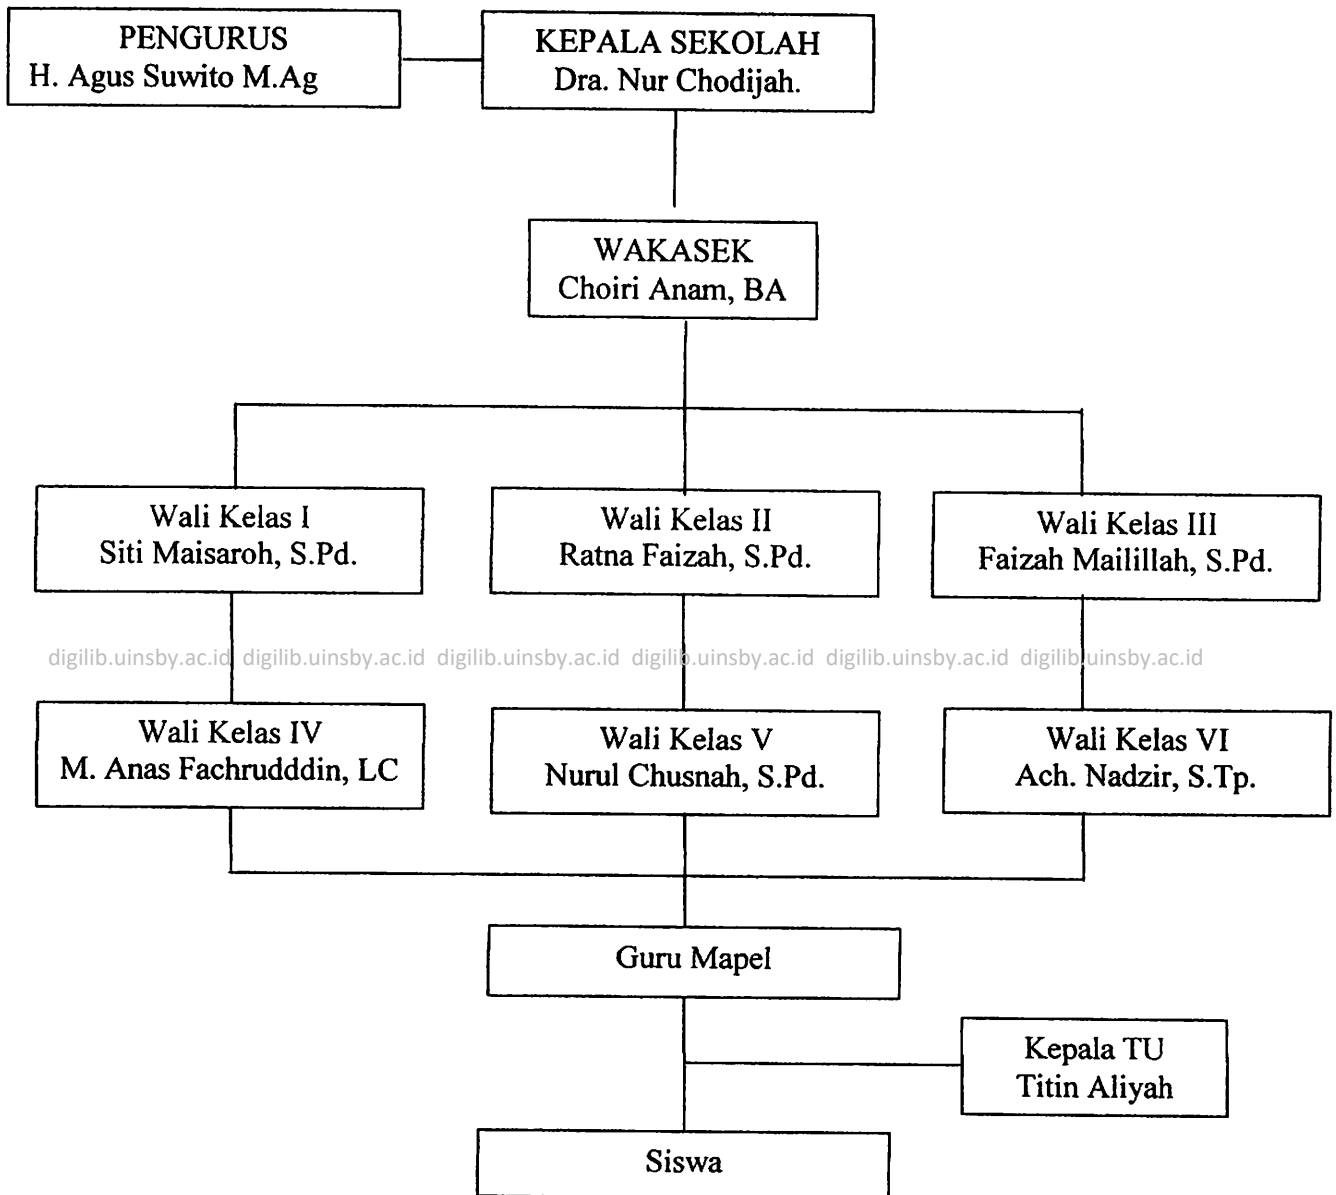 PENGURUS
H. Agus Suwito M.Ag
KEPALA SEKOLAH
Dra. Nur Chodijah.
WAKASEK
Choiri Anam, BA
Wali Kelas I
Siti Maisaroh, S.Pd.
Wali Kelas II
Ratna Faizah, S.Pd.
Wali Kelas III
Faizah Mailillah, S.Pd.
digilib.uinsby.ac.id digilib.uinsby.ac.id digilib.uinsby.ac.id digilib.uinsby.ac.id digilib.uinsby.ac.id digilib.uinsby.ac.id
Wali Kelas IV
M. Anas Fachrudddin, LC
Wali Kelas V
Nurul Chusnah, S.Pd.
Wali Kelas VI
Ach. Nadzir, S.Tp.
Guru Mapel
Kepala TU
Titin Aliyah
Siswa